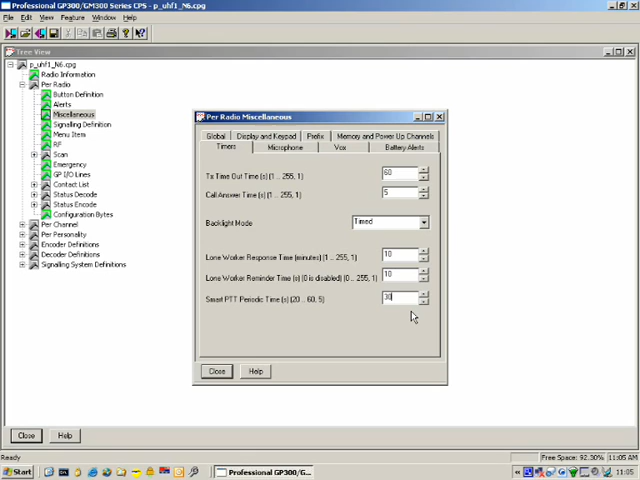 Professional GP300/GM300 Series CPS - p_uhf1_N6.cpg
File Edit View Feature Window Help
Tree View
p_uhf1_N6.cpg
Radio Information
Per Radio
Button Definition
Alerts
Miscellaneous
Signalling Definition
Menu Item
RF
Scan
Emergency
GP I/O Lines
Contact List
Status Decode
Status Encode
Configuration Bytes
Per Channel
Per Personality
Encoder Definitions
Decoder Definitions
Signalling System Definitions
Per Radio Miscellaneous
Global Display and Keypad Prefix Memory and Power Up Channels
Timers Microphone Vox Battery Alerts
Tx Time Out Time (s) (1 ... 255, 1) 60
Call Answer Time (s) (1 ... 255, 1) 5
Backlight Mode Timed
Lone Worker Response Time (minutes) (1 ... 255, 1) 10
Lone Worker Reminder Time (s) (0 is disabled) (0 ... 255, 1) 10
Smart PTT Periodic Time (s) (20 ... 60, 5) 30
Close Help
Close Help
Ready Free Space: 92.30% 11:05 AM
Start Professional GP300/G... 11:05